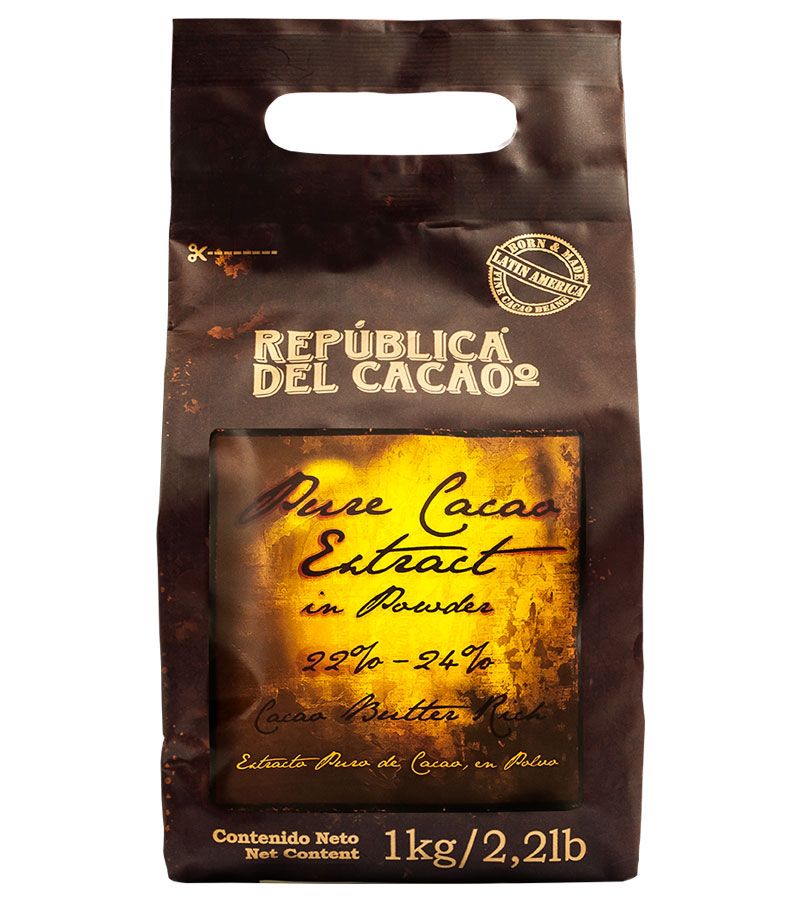 BORN & MADE
LATIN AMERICA
FINE CACAO BEANS
REPÚBLICA
DEL CACAOº
Pure Cacao
Extract
in Powder
22% - 24%
Cacao Butter Rich
Extracto Puro de Cacao, en Polvo
Contenido Neto
Net Content
1kg/2,2lb